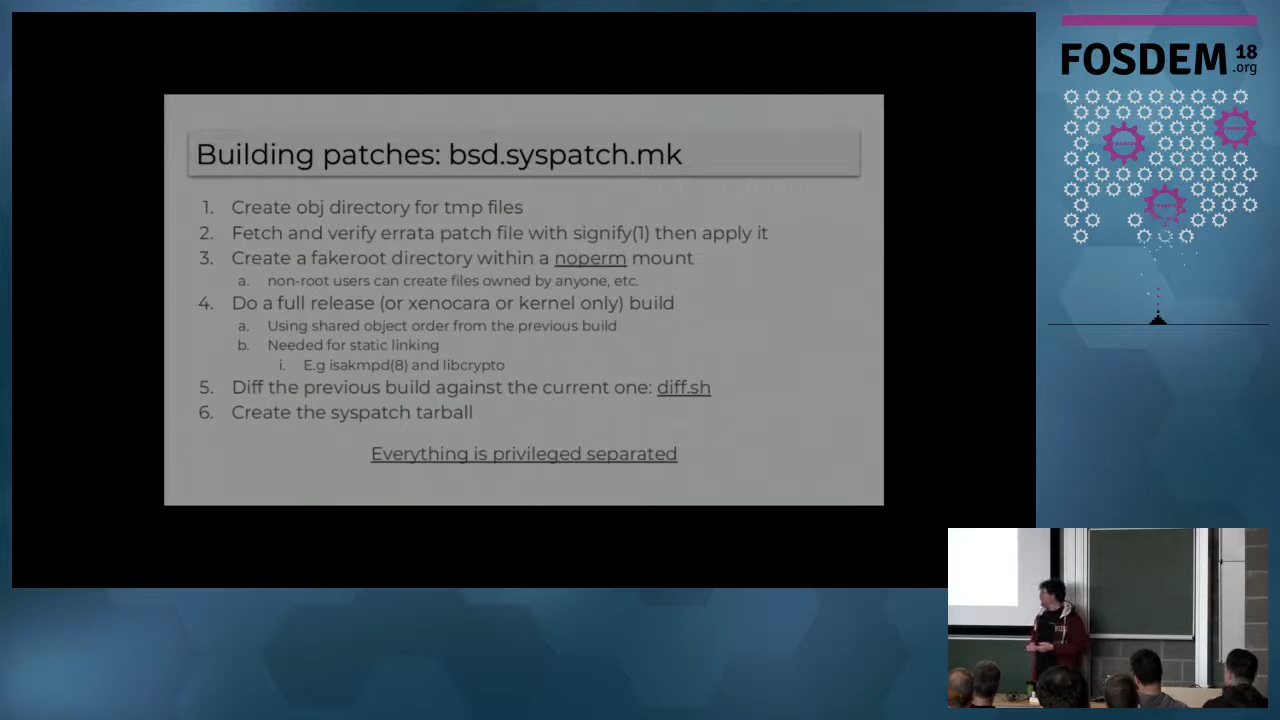 FOSDEM 18
.org
Building patches: bsd.syspatch.mk
1. Create obj directory for tmp files
2. Fetch and verify errata patch file with signify(1) then apply it
3. Create a fakeroot directory within a noperm mount
a. non-root users can create files owned by anyone, etc.
4. Do a full release (or xenocara or kernel only) build
a. Using shared object order from the previous build
b. Needed for static linking
i. E.g isakmpd(8) and libcrypto
5. Diff the previous build against the current one: diff.sh
6. Create the syspatch tarball
Everything is privileged separated